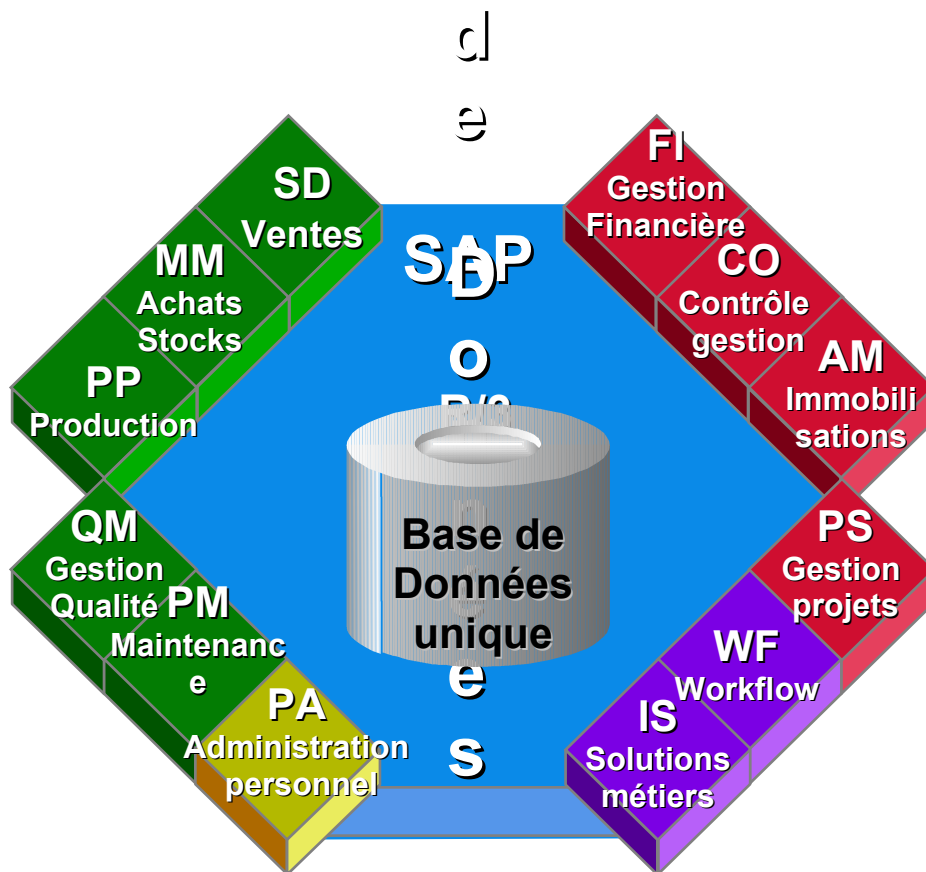 d
e
SD
Ventes
MM
Achats
Stocks
PP
Production
FI
Gestion
Financière
CO
Contrôle
gestion
AM
Immobili
sations
SAP
D
o
R/3
n
e
s
Base de
Données
unique
QM
Gestion
Qualité
PM
Maintenanc
e
PA
Administration
personnel
PS
Gestion
projets
WF
Workflow
IS
Solutions
métiers